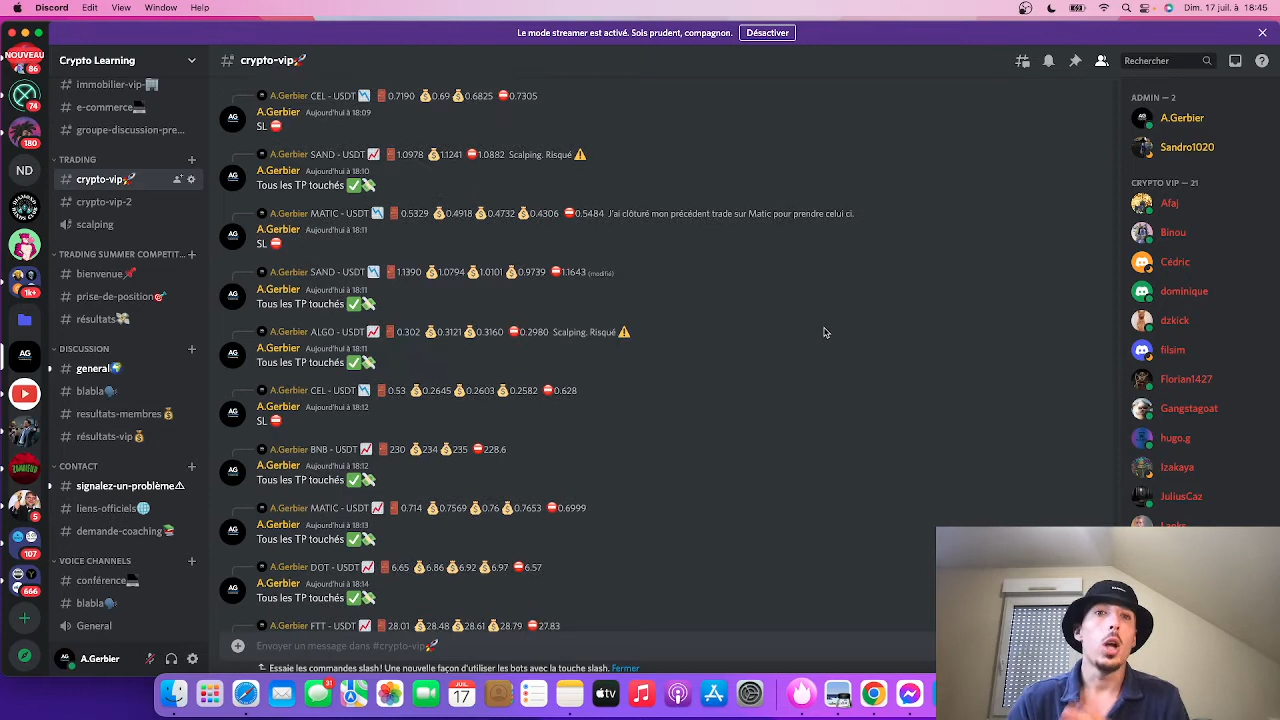 Discord Edit View Window Help
Dim. 17 juil. à 18:45
Le mode streamer est activé. Sois prudent, compagnon. Désactiver
NOUVEAU
86
74
180
ND
1K+
AG
5
107
666
Crypto Learning
immobilier-vip
e-commerce
groupe-discussion-pre...
TRADING
crypto-vip🚀
crypto-vip-2
scalping
TRADING SUMMER COMPETIT...
bienvenue📌
prise-de-position🎯
résultats💸
DISCUSSION
general🌍
blabla🗣
resultats-membres💰
résultats-vip💰
CONTACT
signalez-un-problème⚠
liens-officiels🌐
demande-coaching📚
VOICE CHANNELS
conférence
blabla🗣
General
A.Gerbier
crypto-vip🚀
Rechercher
A.Gerbier CEL - USDT 📉 🚪0.7190 💰0.69 💰0.6825 ⛔0.7305
A.Gerbier Aujourd'hui à 18:09
SL ⛔
A.Gerbier SAND - USDT 📈 🚪1.0978 💰1.1241 ⛔1.0882 Scalping. Risqué ⚠
A.Gerbier Aujourd'hui à 18:10
Tous les TP touchés ✅💸
A.Gerbier MATIC - USDT 📉 🚪0.5329 💰0.4918 💰0.4732 💰0.4306 ⛔0.5484 J'ai clôturé mon précédent trade sur Matic pour prendre celui ci.
A.Gerbier Aujourd'hui à 18:11
SL ⛔
A.Gerbier SAND - USDT 📉 🚪1.1390 💰1.0794 💰1.0101 💰0.9739 ⛔1.1643 (modifié)
A.Gerbier Aujourd'hui à 18:11
Tous les TP touchés ✅💸
A.Gerbier ALGO - USDT 📈 🚪0.302 💰0.3121 💰0.3160 ⛔0.2980 Scalping. Risqué ⚠
A.Gerbier Aujourd'hui à 18:11
Tous les TP touchés ✅💸
A.Gerbier CEL - USDT 📉 🚪0.53 💰0.2645 💰0.2603 💰0.2582 ⛔0.628
A.Gerbier Aujourd'hui à 18:12
SL ⛔
A.Gerbier BNB - USDT 📈 🚪230 💰234 💰235 ⛔228.6
A.Gerbier Aujourd'hui à 18:12
Tous les TP touchés ✅💸
A.Gerbier MATIC - USDT 📈 🚪0.714 💰0.7569 💰0.76 💰0.7653 ⛔0.6999
A.Gerbier Aujourd'hui à 18:13
Tous les TP touchés ✅💸
A.Gerbier DOT - USDT 📈 🚪6.65 💰6.86 💰6.92 💰6.97 ⛔6.57
A.Gerbier Aujourd'hui à 18:14
Tous les TP touchés ✅💸
A.Gerbier FTT - USDT 📈 🚪28.01 💰28.48 💰28.61 💰28.79 ⛔27.83
Envoyer un message dans #crypto-vip🚀
Essaie les commandes slash! Une nouvelle façon d'utiliser les bots avec la touche slash. Fermer
ADMIN — 2
A.Gerbier
Sandro1020
CRYPTO VIP — 21
Afaj
Binou
Cédric
dominique
dzkick
filsim
Florian1427
Gangstagoat
hugo.g
Izakaya
JuliusCaz
31
JUIL.
17
tv